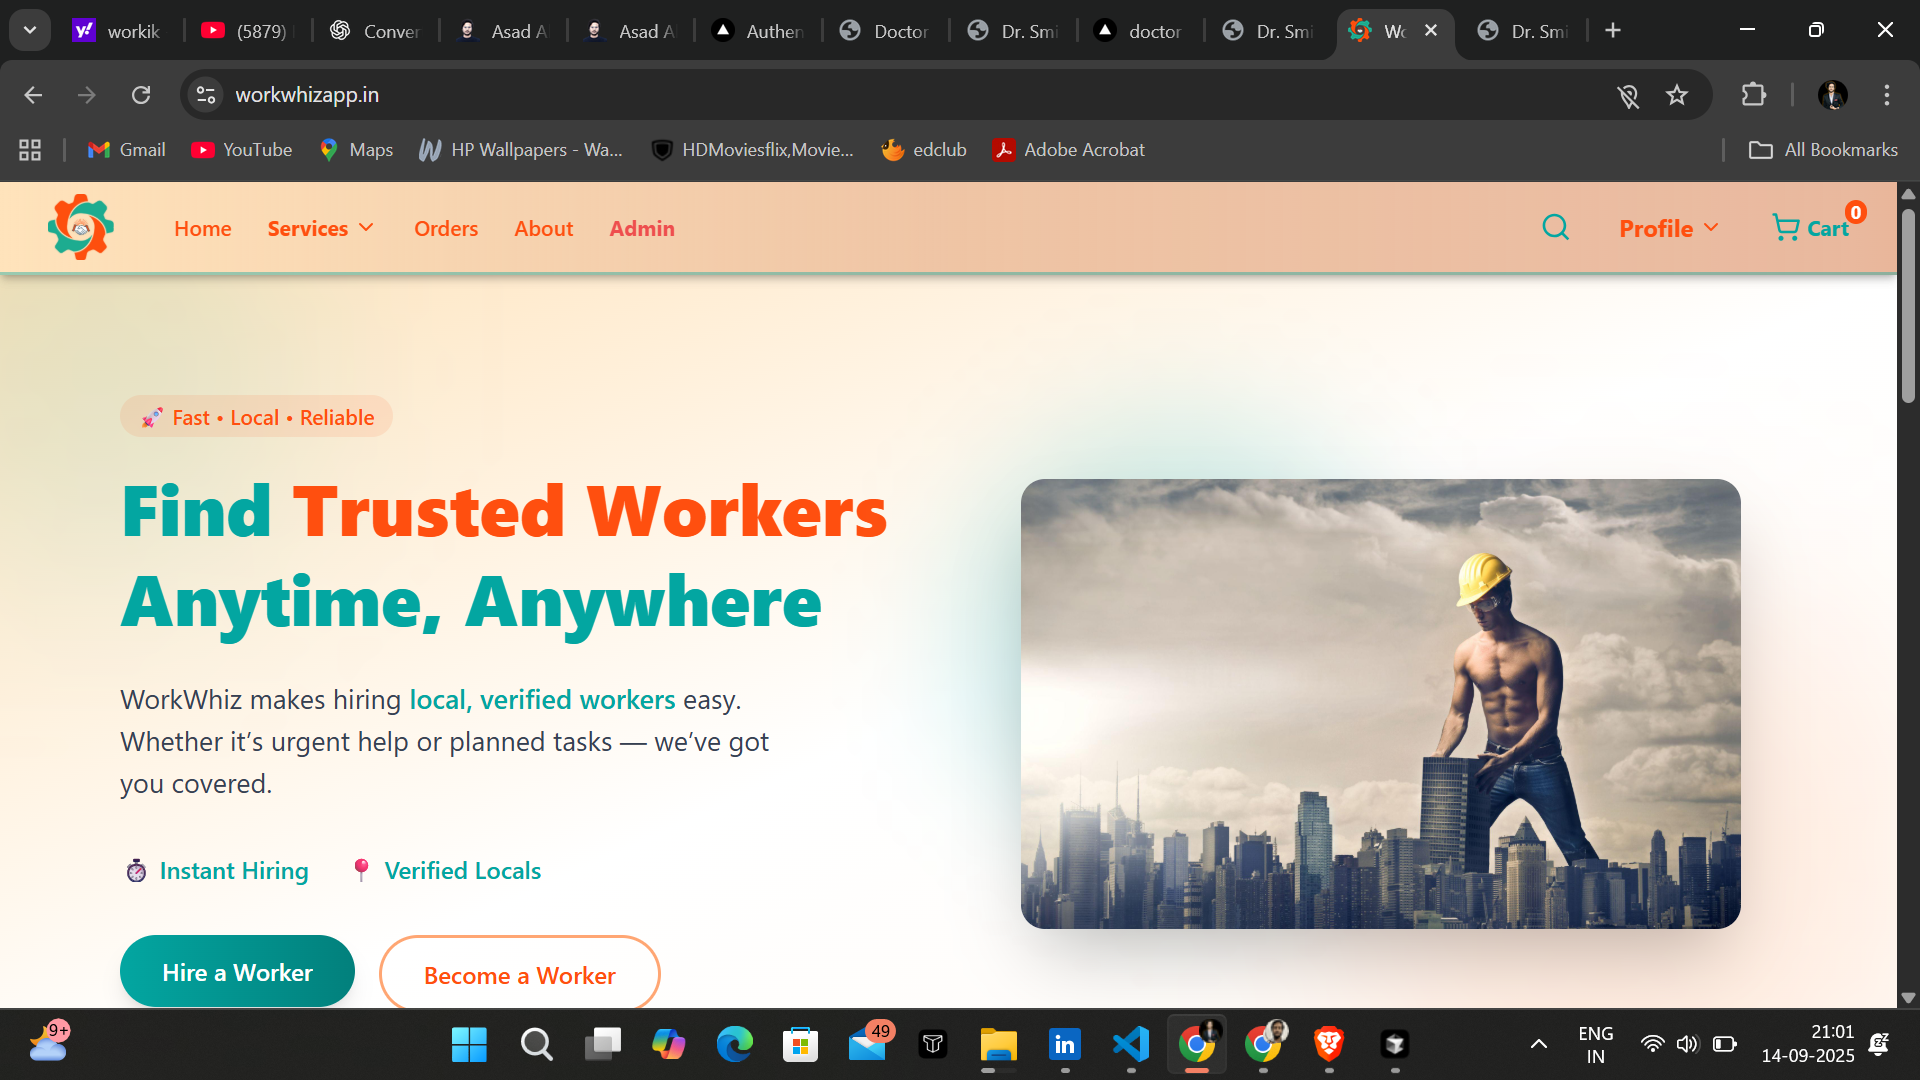 workik
(5879)
Conver
Asad A
Asad A
Authen
Doctor
Dr. Smi
doctor
Dr. Smi
Wo
Dr. Smi
workwhizapp.in
Gmail
YouTube
Maps
HP Wallpapers - Wa...
HDMoviesflix,Movie...
edclub
Adobe Acrobat
All Bookmarks
Home
Services
Orders
About
Admin
Profile
Cart
0
🚀 Fast • Local • Reliable
Find Trusted Workers
Anytime, Anywhere
WorkWhiz makes hiring local, verified workers easy.
Whether it’s urgent help or planned tasks — we’ve got
you covered.
Instant Hiring
Verified Locals
Hire a Worker
Become a Worker
9+
49
ENG
IN
21:01
14-09-2025